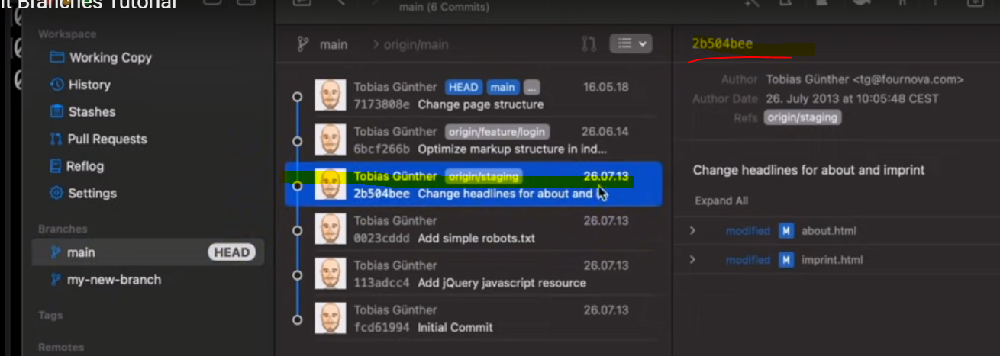 it Branches Tutorial
main (6 Commits)
Workspace
Working Copy
History
Stashes
Pull Requests
Reflog
Settings
Branches
main HEAD
my-new-branch
Tags
Remotes
main > origin/main
Tobias Günther HEAD main ... 16.05.18
7173808e Change page structure
Tobias Günther origin/feature/login 26.06.14
6bcf266b Optimize markup structure in ind...
Tobias Günther origin/staging 26.07.13
2b504bee Change headlines for about and
Tobias Günther 26.07.13
0023cddd Add simple robots.txt
Tobias Günther 26.07.13
113adcc4 Add jQuery javascript resource
Tobias Günther 26.07.13
fcd61994 Initial Commit
2b504bee
Author Tobias Günther <tg@fournova.com>
Author Date 26. July 2013 at 10:05:48 CEST
Refs origin/staging
Change headlines for about and imprint
Expand All
> modified M about.html
> modified M imprint.html